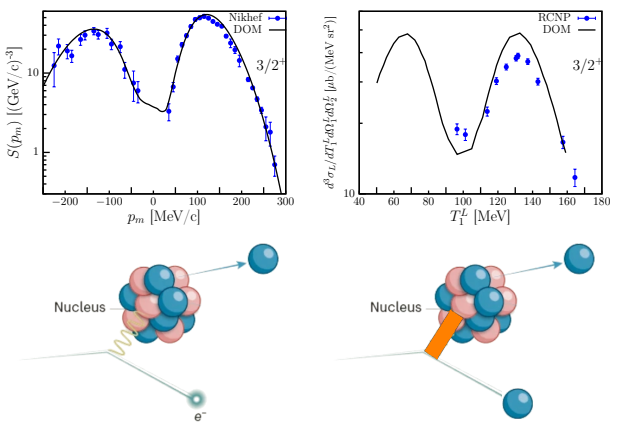 Nikhef
DOM
3/2⁺
S(pₘ) [(GeV/c)⁻³]
10
1
-200
-100
0
100
200
300
pₘ [MeV/c]
RCNP
DOM
3/2⁺
d³σ_L/dT₁ᴸdΩ₁ᴸdΩ₂ᴸ [μb/(MeV sr²)]
10
40
60
80
100
120
140
160
180
T₁ᴸ [MeV]
Nucleus
e⁻
Nucleus